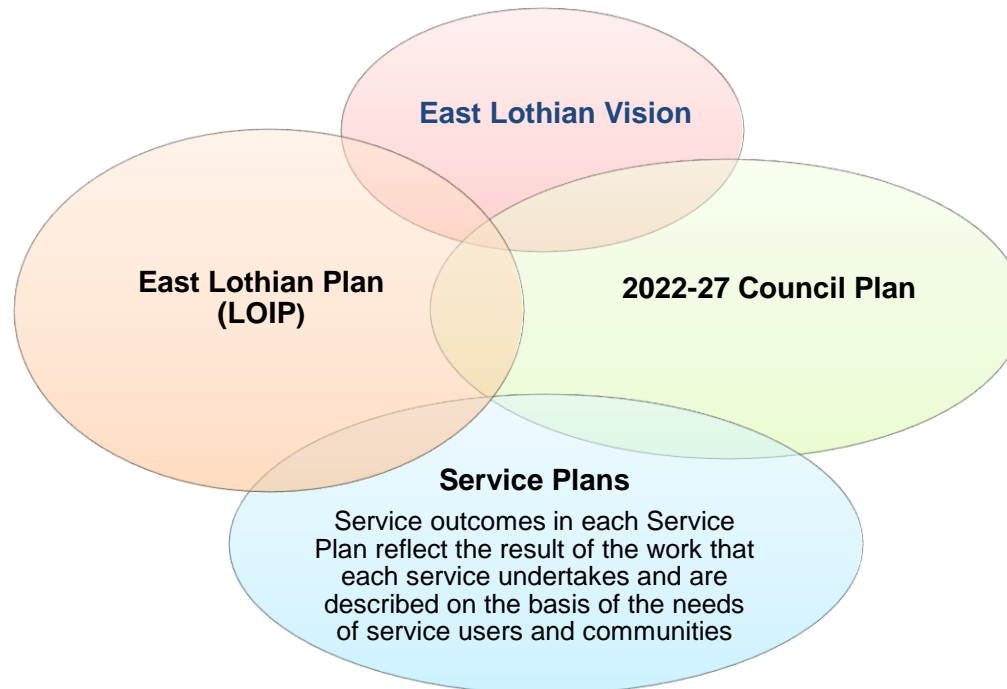 East Lothian Vision
East Lothian Plan
(LOIP)
2022-27 Council Plan
Service Plans
Service outcomes in each Service
Plan reflect the result of the work that
each service undertakes and are
described on the basis of the needs
of service users and communities